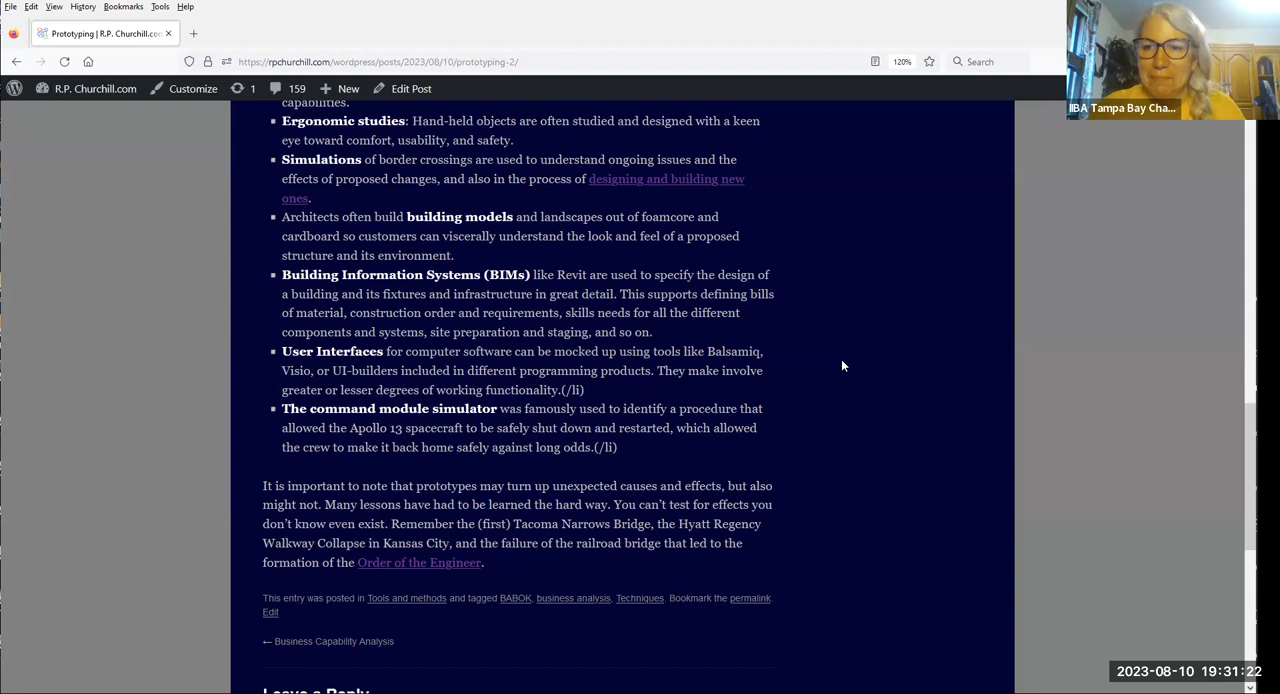 File Edit View History Bookmarks Tools Help
Prototyping | R.P. Churchill.con
https://rpchurchill.com/wordpress/posts/2023/08/10/prototyping-2/
120%
Search
R.P. Churchill.com Customize 1 159 New Edit Post
IIBA Tampa Bay Cha...
capabilities.
Ergonomic studies: Hand-held objects are often studied and designed with a keen
eye toward comfort, usability, and safety.
Simulations of border crossings are used to understand ongoing issues and the
effects of proposed changes, and also in the process of designing and building new
ones.
Architects often build building models and landscapes out of foamcore and
cardboard so customers can viscerally understand the look and feel of a proposed
structure and its environment.
Building Information Systems (BIMs) like Revit are used to specify the design of
a building and its fixtures and infrastructure in great detail. This supports defining bills
of material, construction order and requirements, skills needs for all the different
components and systems, site preparation and staging, and so on.
User Interfaces for computer software can be mocked up using tools like Balsamiq,
Visio, or UI-builders included in different programming products. They make involve
greater or lesser degrees of working functionality.(/li)
The command module simulator was famously used to identify a procedure that
allowed the Apollo 13 spacecraft to be safely shut down and restarted, which allowed
the crew to make it back home safely against long odds.(/li)
It is important to note that prototypes may turn up unexpected causes and effects, but also
might not. Many lessons have had to be learned the hard way. You can't test for effects you
don't know even exist. Remember the (first) Tacoma Narrows Bridge, the Hyatt Regency
Walkway Collapse in Kansas City, and the failure of the railroad bridge that led to the
formation of the Order of the Engineer.
This entry was posted in Tools and methods and tagged BABOK, business analysis, Techniques. Bookmark the permalink.
Edit
← Business Capability Analysis
Leave a Reply
2023-08-10 19:31:22